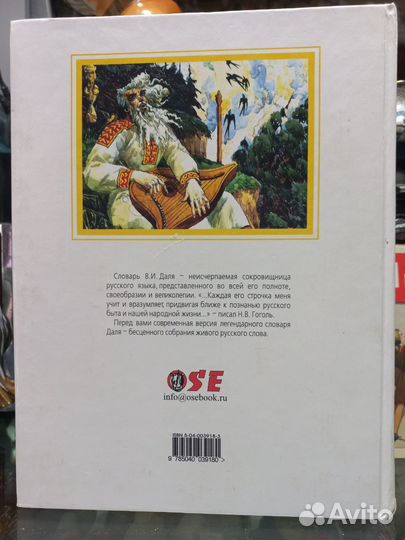 Словарь В.И. Даля – неисчерпаемая сокровищница
русского языка, представленного во всей его полноте,
своеобразии и великолепии. «...Каждая его строчка меня
учит и вразумляет, придвигая ближе к познанью русского
быта и нашей народной жизни...» – писал Н.В. Гоголь.
Перед вами современная версия легендарного словаря
Даля – бесценного собрания живого русского слова.
OSE
info@osebook.ru
ISBN 5-04-003918-3
9 785040 039180 >
Avito